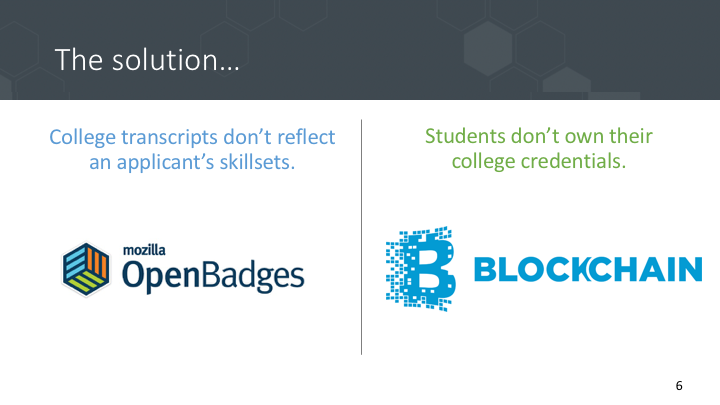 The solution…
College transcripts don’t reflect
an applicant’s skillsets.
Students don’t own their
college credentials.
mozilla
OpenBadges
B BLOCKCHAIN
6